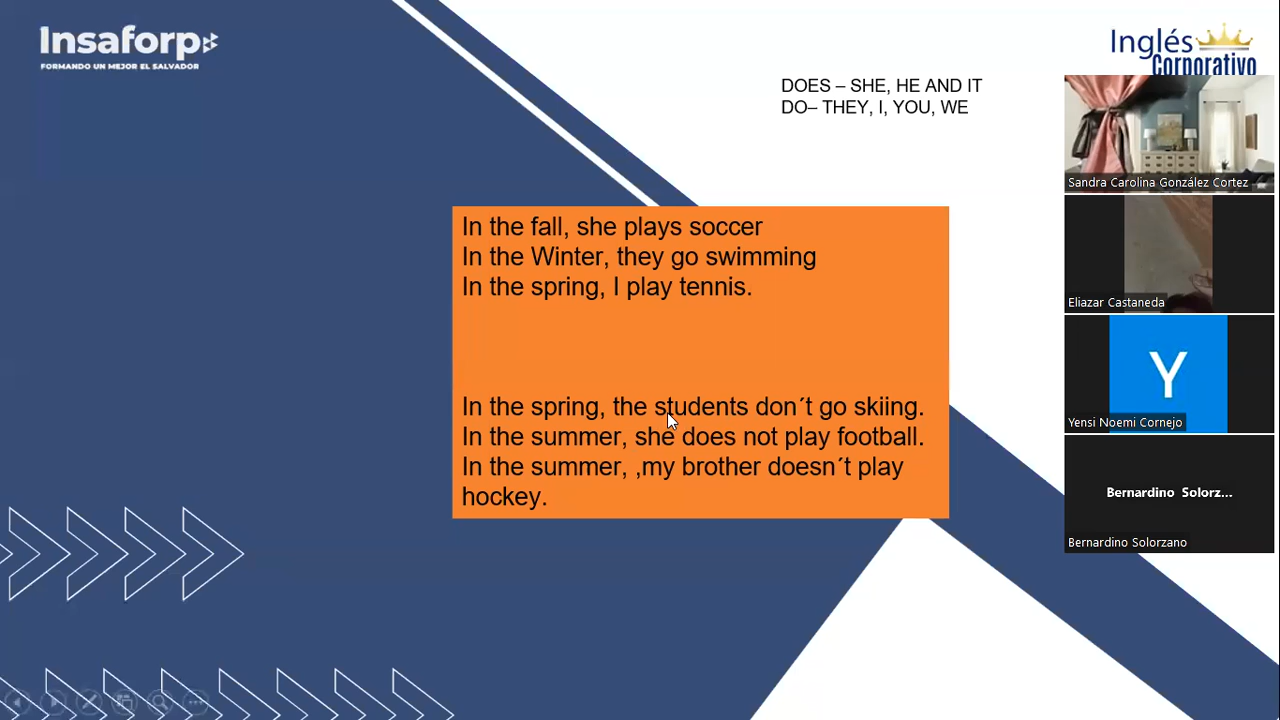 Insaforp
FORMANDO UN MEJOR EL SALVADOR
Inglés
Corporativo
DOES – SHE, HE AND IT
DO– THEY, I, YOU, WE
In the fall, she plays soccer
In the Winter, they go swimming
In the spring, I play tennis.
In the spring, the students don´t go skiing.
In the summer, she does not play football.
In the summer, ,my brother doesn´t play
hockey.
Sandra Carolina González Cortez
Eliazar Castaneda
Y
Yensi Noemi Cornejo
Bernardino Solorz...
Bernardino Solorzano